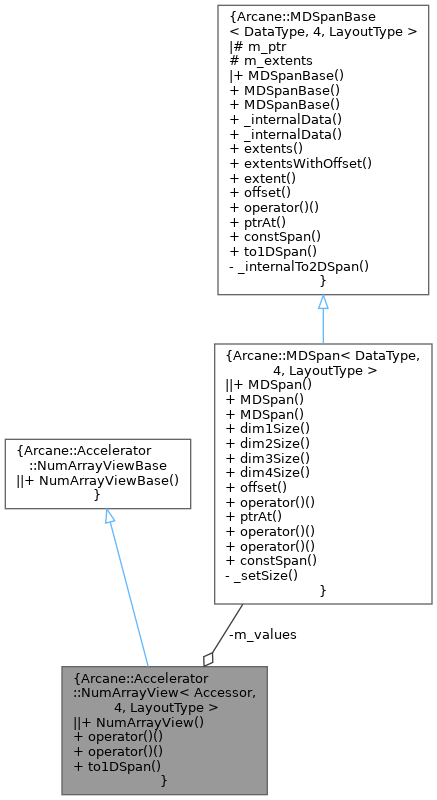 {Arcane::MDSpanBase
< DataType, 4, LayoutType >
|# m_ptr
# m_extents
|+ MDSpanBase()
+ MDSpanBase()
+ MDSpanBase()
+ _internalData()
+ _internalData()
+ extents()
+ extentsWithOffset()
+ extent()
+ offset()
+ operator()()
+ ptrAt()
+ constSpan()
+ to1DSpan()
- _internalTo2DSpan()
}
{Arcane::MDSpan< DataType,
4, LayoutType >
||+ MDSpan()
+ MDSpan()
+ MDSpan()
+ dim1Size()
+ dim2Size()
+ dim3Size()
+ dim4Size()
+ offset()
+ operator()()
+ ptrAt()
+ operator()()
+ operator()()
+ constSpan()
- _setSize()
}
{Arcane::Accelerator
::NumArrayViewBase
||+ NumArrayViewBase()
}
-m_values
{Arcane::Accelerator
::NumArrayView< Accessor,
4, LayoutType >
||+ NumArrayView()
+ operator()()
+ operator()()
+ to1DSpan()
}